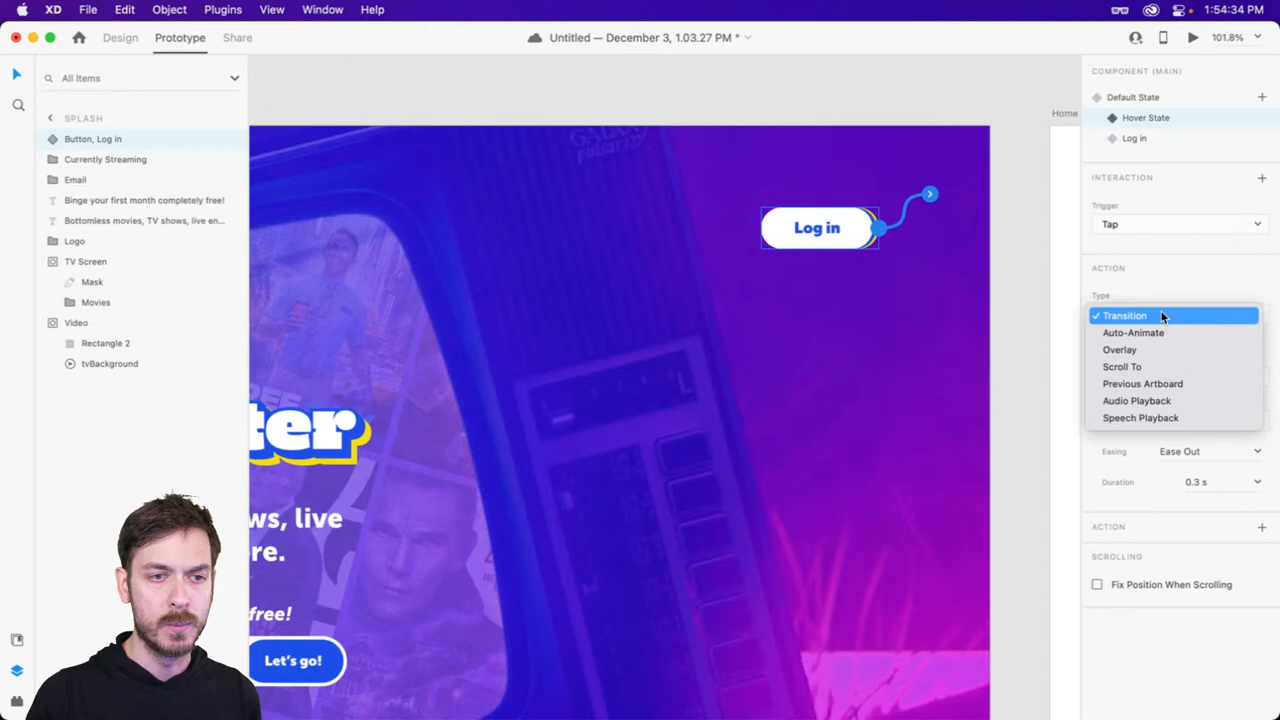 XD File Edit Object Plugins View Window Help
1:54:34 PM
Design Prototype Share
Untitled — December 3, 1.03.27 PM *
101.8%
All Items
SPLASH
Button, Log in
Currently Streaming
Email
Binge your first month completely free!
Bottomless movies, TV shows, live en...
Logo
TV Screen
Mask
Movies
Video
Rectangle 2
tvBackground
Home
Log in
ter
ws, live
re.
free!
Let's go!
COMPONENT (MAIN)
Default State
Hover State
Log in
INTERACTION
Trigger
Tap
ACTION
Type
✓ Transition
Auto-Animate
Overlay
Scroll To
Previous Artboard
Audio Playback
Speech Playback
Easing Ease Out
Duration 0.3 s
ACTION
SCROLLING
Fix Position When Scrolling